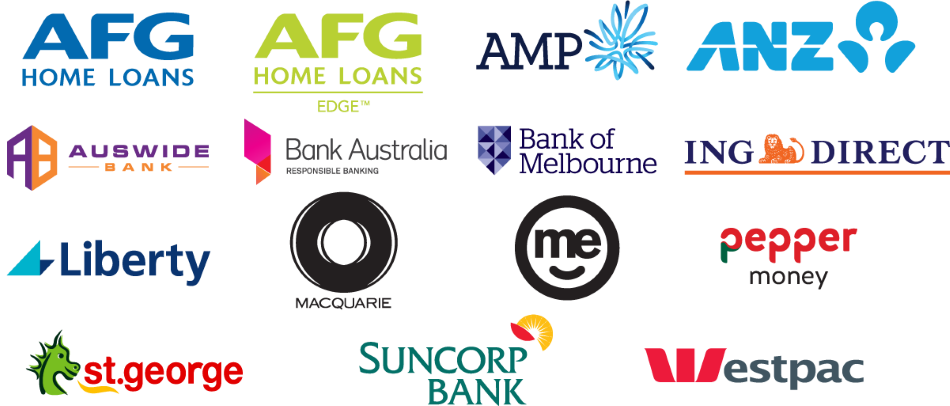 AFG
HOME LOANS
AFG
HOME LOANS
EDGE™
AMP
ANZ
AB
AUSWIDE
BANK
Bank Australia
RESPONSIBLE BANKING
Bank of
Melbourne
ING DIRECT
Liberty
MACQUARIE
me
pepper
money
st.george
SUNCORP
BANK
Westpac